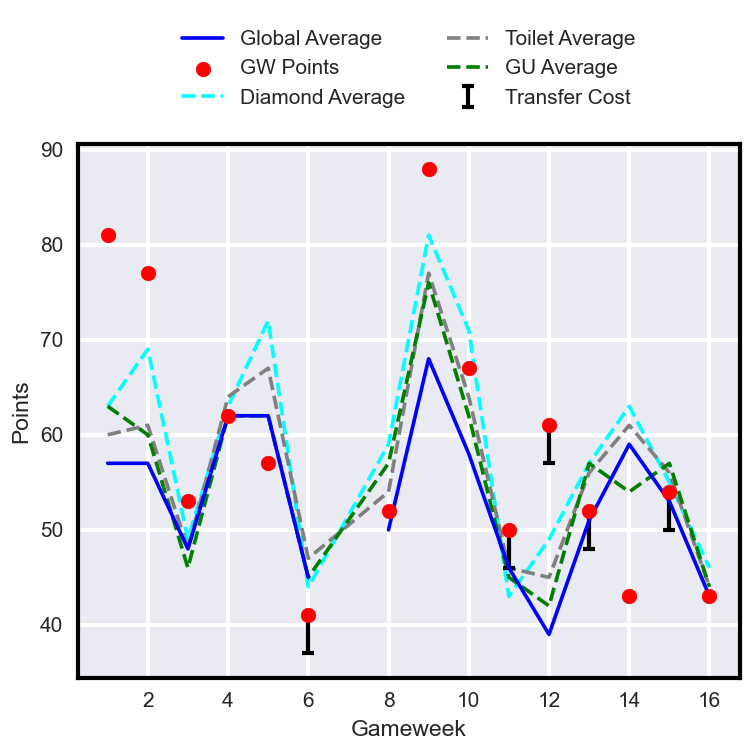 Global Average Toilet Average
GW Points GU Average
Diamond Average Transfer Cost
90
80
70
60
50
40
Points
2 4 6 8 10 12 14 16
Gameweek